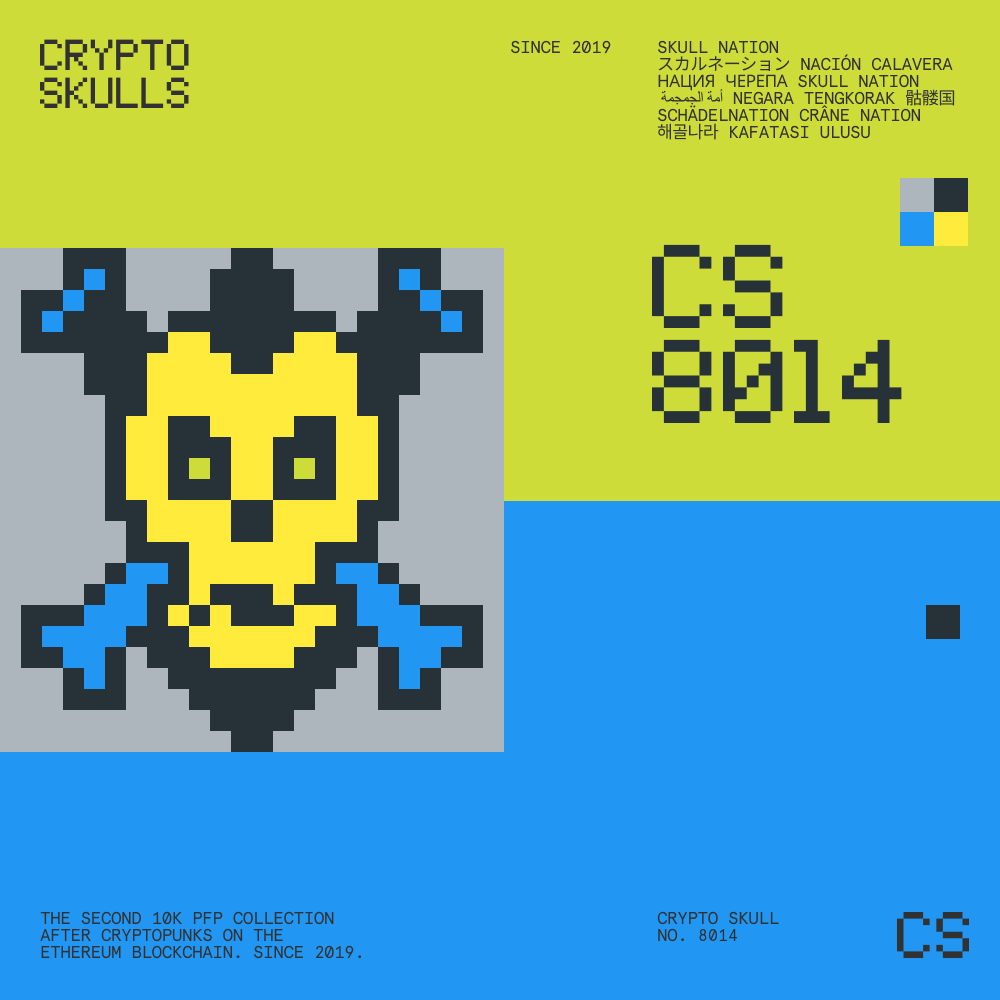 CRYPTO
SKULLS
SINCE 2019
SKULL NATION
スカルネーション NACIÓN CALAVERA
НАЦИЯ ЧЕРЕПА SKULL NATION
أمة الجمجمة NEGARA TENGKORAK 骷髅国
SCHÄDELNATION CRÂNE NATION
해골나라 KAFATASI ULUSU
CS
8014
THE SECOND 10K PFP COLLECTION
AFTER CRYPTOPUNKS ON THE
ETHEREUM BLOCKCHAIN. SINCE 2019.
CRYPTO SKULL
NO. 8014
CS